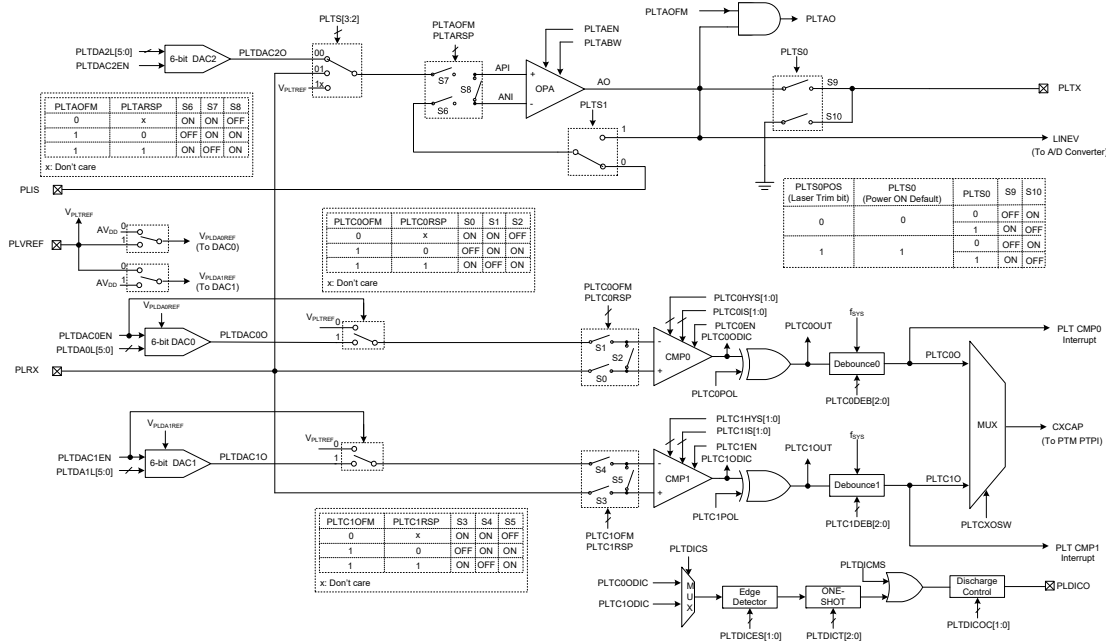 PLTAOFM
PLTAO
PLTS[3:2]
PLTAOFM
PLTARSP
PLTAEN
PLTABW
PLTDA2L[5:0]
PLTDAC2EN
6-bit DAC2
PLTDAC2O
00
01
1x
VPLTREF
S7
S8
S6
API
ANI
+
-
OPA
AO
PLTS0
S9
S10
PLTX
PLTS1
1
0
LINEV
(To A/D Converter)
PLTAOFM PLTARSP S6 S7 S8
0 x ON ON OFF
1 0 OFF ON ON
1 1 ON OFF ON
x: Don't care
PLIS
PLTS0POS
(Laser Trim bit)
PLTS0
(Power ON Default)
PLTS0 S9 S10
0 0 0 OFF ON
1 ON OFF
1 1 0 OFF ON
1 ON OFF
VPLTREF
PLVREF
AVDD
0
1
VPLDA0REF
(To DAC0)
0
AVDD
1
VPLDA1REF
(To DAC1)
PLTC0OFM PLTC0RSP S0 S1 S2
0 x ON ON OFF
1 0 OFF ON ON
1 1 ON OFF ON
x: Don't care
VPLDA0REF
PLTDAC0EN
PLTDA0L[5:0]
6-bit DAC0
PLTDAC0O
VPLTREF
0
1
PLTC0OFM
PLTC0RSP
S1
S2
S0
-
+
CMP0
PLTC0HYS[1:0]
PLTC0IS[1:0]
PLTC0EN
PLTC0ODIC
PLTC0POL
PLTC0OUT
fSYS
Debounce0
PLTC0DEB[2:0]
PLTC0O
PLT CMP0
Interrupt
PLRX
MUX
CXCAP
(To PTM PTPI)
PLTCXOSW
VPLDA1REF
PLTDAC1EN
PLTDA1L[5:0]
6-bit DAC1
PLTDAC1O
VPLTREF
0
1
S4
S5
S3
PLTC1OFM
PLTC1RSP
-
+
CMP1
PLTC1HYS[1:0]
PLTC1IS[1:0]
PLTC1EN
PLTC1ODIC
PLTC1POL
PLTC1OUT
fSYS
Debounce1
PLTC1DEB[2:0]
PLTC1O
PLT CMP1
Interrupt
PLTC1OFM PLTC1RSP S3 S4 S5
0 x ON ON OFF
1 0 OFF ON ON
1 1 ON OFF ON
x: Don't care
PLTDICS
PLTC0ODIC
PLTC1ODIC
MUX
Edge
Detector
PLTDICES[1:0]
ONE-
SHOT
PLTDICT[2:0]
PLTDICMS
Discharge
Control
PLTDICOC[1:0]
PLDICO